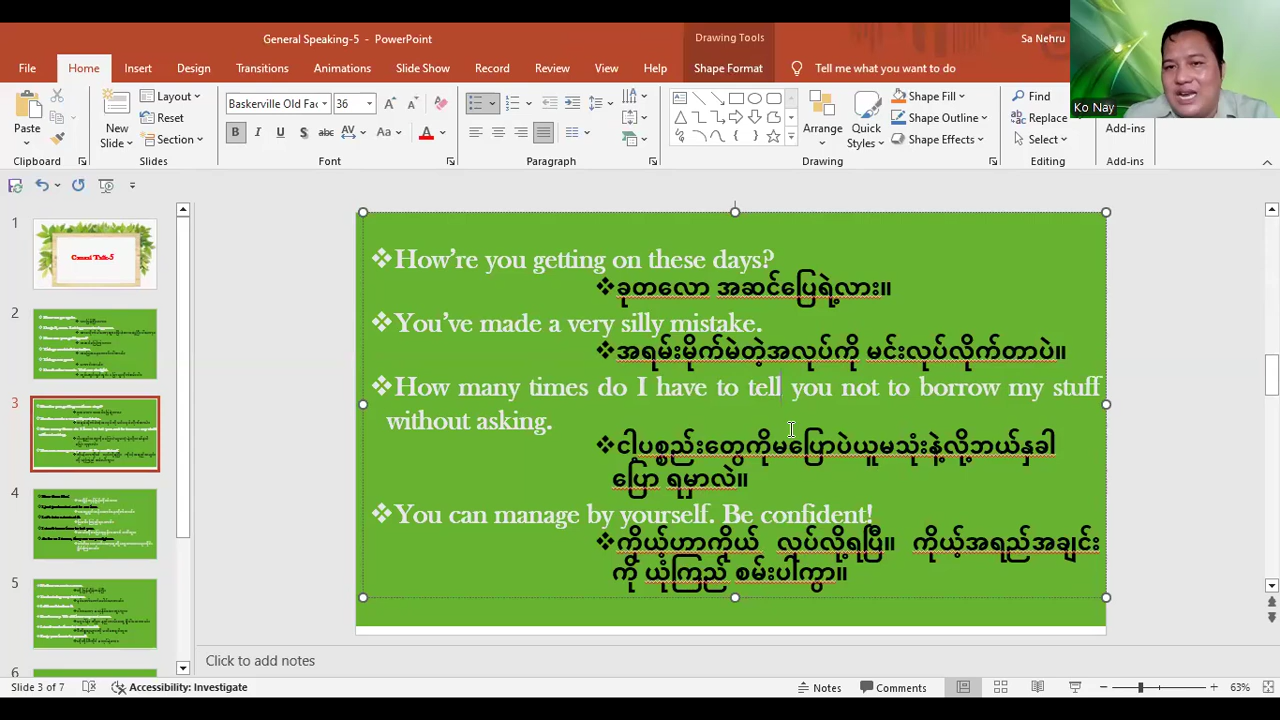 General Speaking-5 - PowerPoint
Drawing Tools
Sa Nehru
File Home Insert Design Transitions Animations Slide Show Record Review View Help Shape Format Tell me what you want to do
Ko Nay
Paste
Clipboard
New Slide
Layout
Reset
Section
Slides
Baskerville Old Fac 36
B I U S abc AV Aa A
Font
Paragraph
Arrange
Quick Styles
Shape Fill
Shape Outline
Shape Effects
Drawing
Find
Replace
Select
Editing
Add-ins
Add-ins
1
2
3
4
5
6
❖How’re you getting on these days?
❖ခုတလော အဆင်ပြေရဲ့လား။
❖You’ve made a very silly mistake.
❖အရမ်းမိုက်မဲတဲ့အလုပ်ကို မင်းလုပ်လိုက်တာပဲ။
❖How many times do I have to tell you not to borrow my stuff
without asking.
❖ငါ့ပစ္စည်းတွေကိုမပြောပဲယူမသုံးနဲ့လို့ဘယ်နှခါ
ပြော ရမှာလဲ။
❖You can manage by yourself. Be confident!
❖ကိုယ့်ဟာကိုယ် လုပ်လို့ရပြီ။ ကိုယ့်အရည်အချင်း
ကို ယုံကြည် စမ်းပါကွာ။
Click to add notes
Slide 3 of 7
Accessibility: Investigate
Notes
Comments
63%